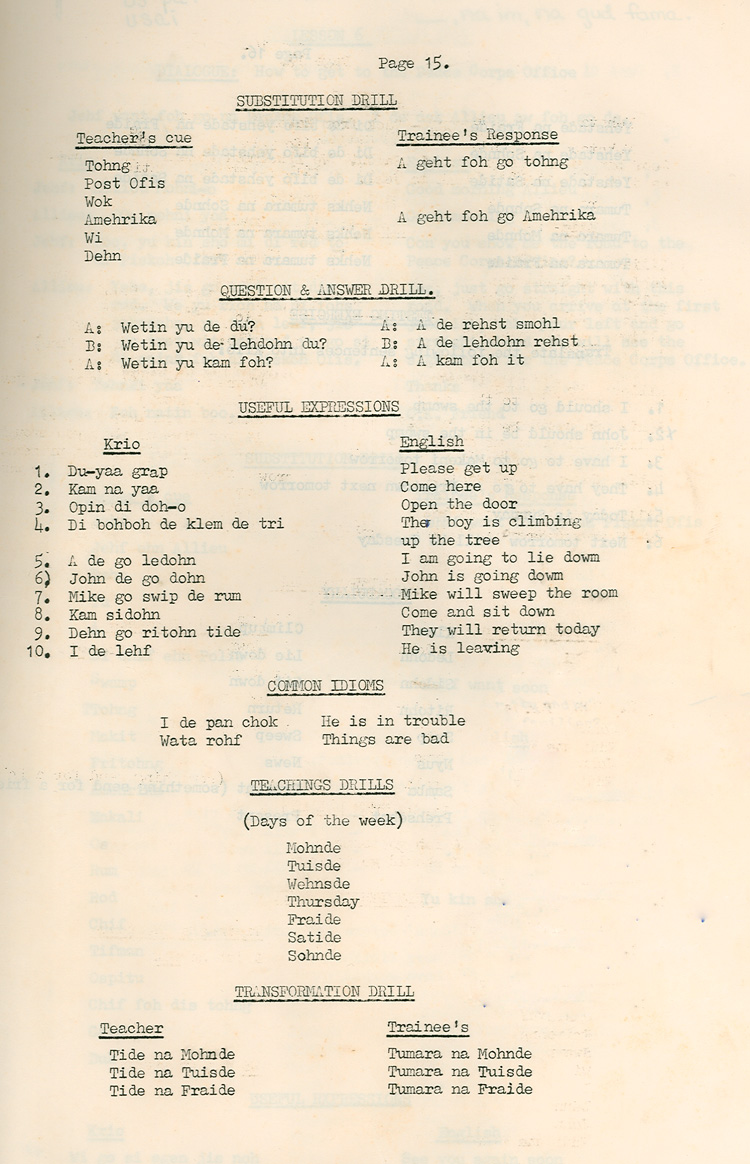 Page 15.
SUBSTITUTION DRILL
Teacher's cue Trainee's Response
Tohng A geht foh go tohng
Post Ofis
Wok
Amehrika A geht foh go Amehrika
Wi
Dehn
QUESTION & ANSWER DRILL.
A: Wetin yu de du? A: A de rehst smohl
B: Wetin yu de lehdohn du? B: A de lehdohn rehst
A: Wetin yu kam foh? A: A kam foh it
USEFUL EXPRESSIONS
Krio English
1. Du-yaa grap Please get up
2. Kam na yaa Come here
3. Opin di doh-o Open the door
4. Di bohboh de klem de tri The boy is climbing
up the tree
5. A de go ledohn I am going to lie down
6) John de go dohn John is going down
7. Mike go swip de rum Mike will sweep the room
8. Kam sidohn Come and sit down
9. Dehn go ritohn tide They will return today
10. I de lehf He is leaving
COMMON IDIOMS
I de pan chok He is in trouble
Wata rohf Things are bad
TEACHINGS DRILLS
(Days of the week)
Mohnde
Tuisde
Wehnsde
Thursday
Fraide
Satide
Sohnde
TRANSFORMATION DRILL
Teacher Trainee's
Tide na Mohnde Tumara na Mohnde
Tide na Tuisde Tumara na Tuisde
Tide na Fraide Tumara na Fraide